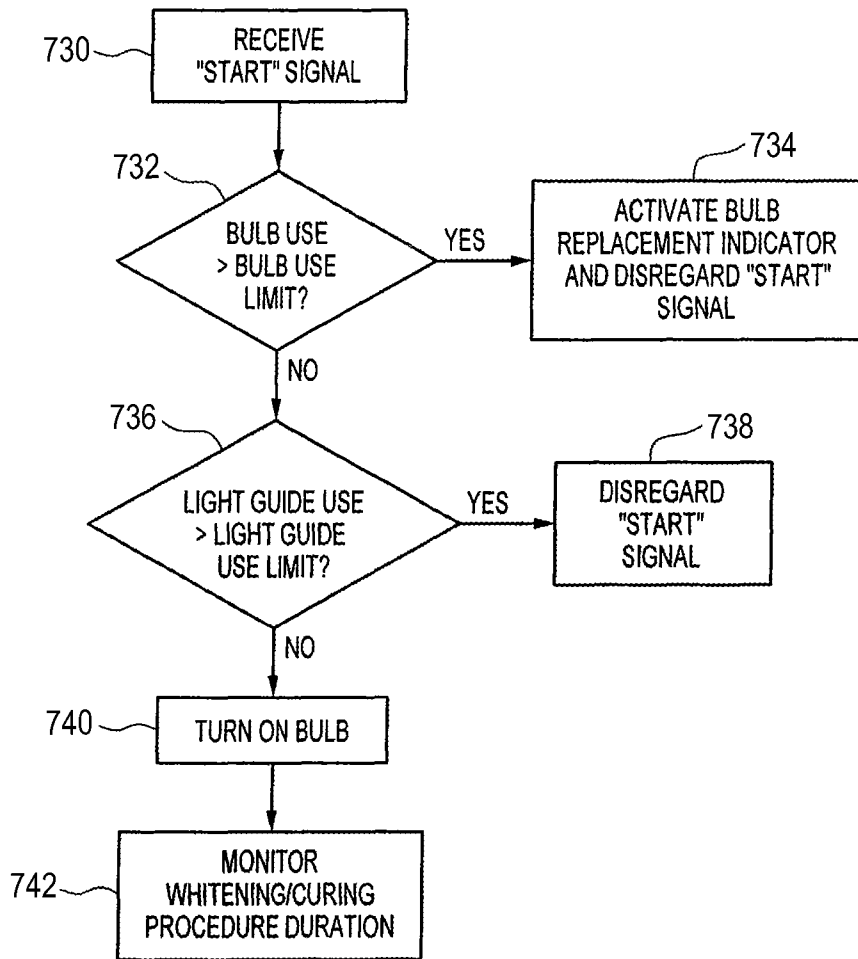 730
RECEIVE
"START" SIGNAL
732
BULB USE
> BULB USE
LIMIT?
YES
734
ACTIVATE BULB
REPLACEMENT INDICATOR
AND DISREGARD "START"
SIGNAL
NO
736
LIGHT GUIDE USE
> LIGHT GUIDE
USE LIMIT?
YES
738
DISREGARD
"START"
SIGNAL
NO
740
TURN ON BULB
742
MONITOR
WHITENING/CURING
PROCEDURE DURATION